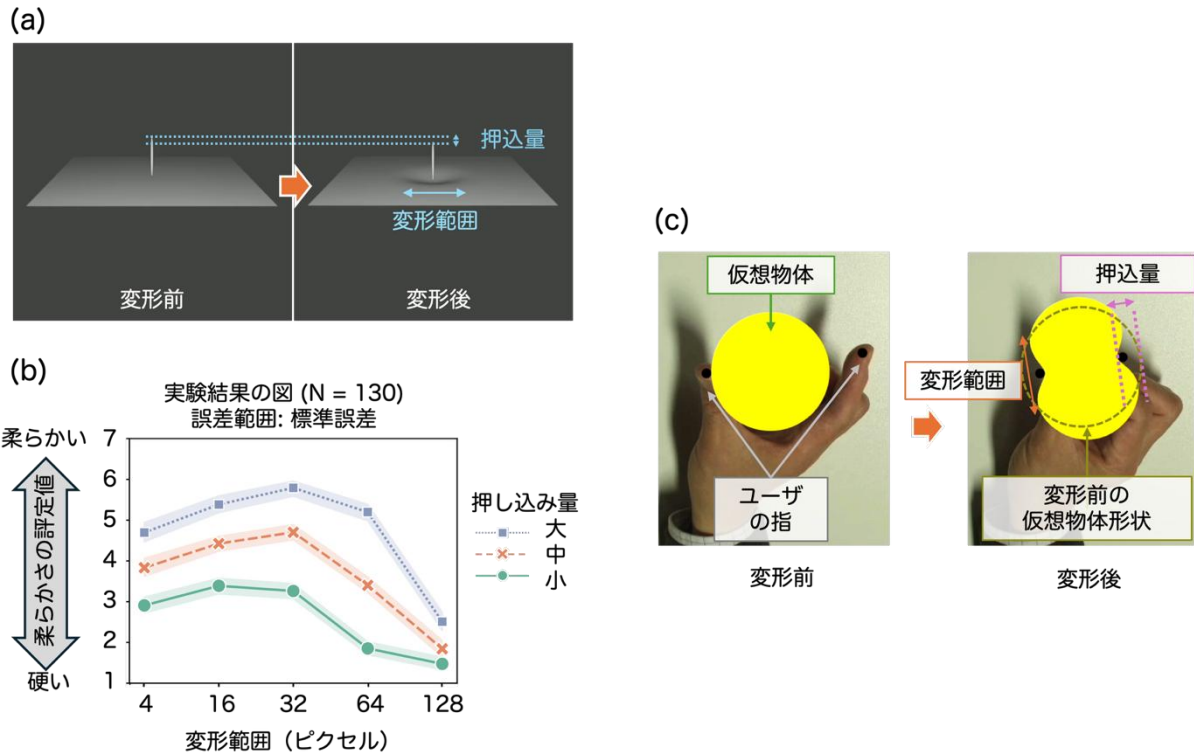 (a)
押込量
変形範囲
変形前
変形後
(b)
実験結果の図 (N = 130)
誤差範囲: 標準誤差
柔らかい
柔らかさの評定値
硬い
7
6
5
4
3
2
1
4 16 32 64 128
変形範囲（ピクセル）
押し込み量
大
中
小
(c)
仮想物体
ユーザ
の指
変形前
押込量
変形範囲
変形前の
仮想物体形状
変形後